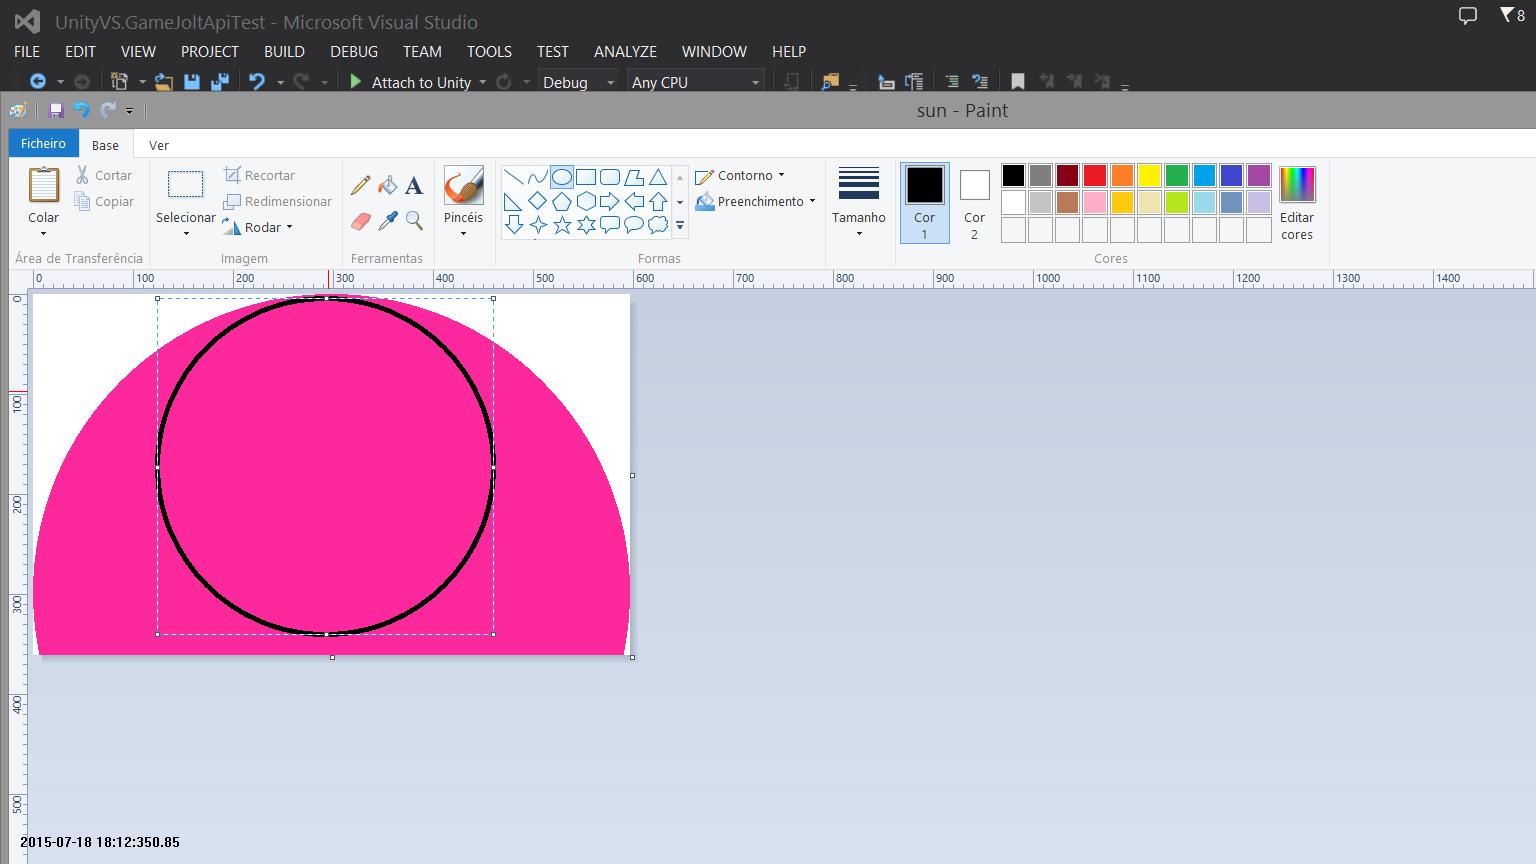 UnityVS.GameJoltApiTest - Microsoft Visual Studio
8
FILE EDIT VIEW PROJECT BUILD DEBUG TEAM TOOLS TEST ANALYZE WINDOW HELP
Attach to Unity Debug Any CPU
sun - Paint
Ficheiro Base Ver
Colar
Cortar
Copiar
Área de Transferência
Selecionar
Recortar
Redimensionar
Rodar
Imagem
A
Ferramentas
Pincéis
Contorno
Preenchimento
Formas
Tamanho
Cor
1
Cor
2
Editar
cores
Cores
0 100 200 300 400 500 600 700 800 900 1000 1100 1200 1300 1400
0
100
200
300
400
500
2015-07-18 18:12:350.85